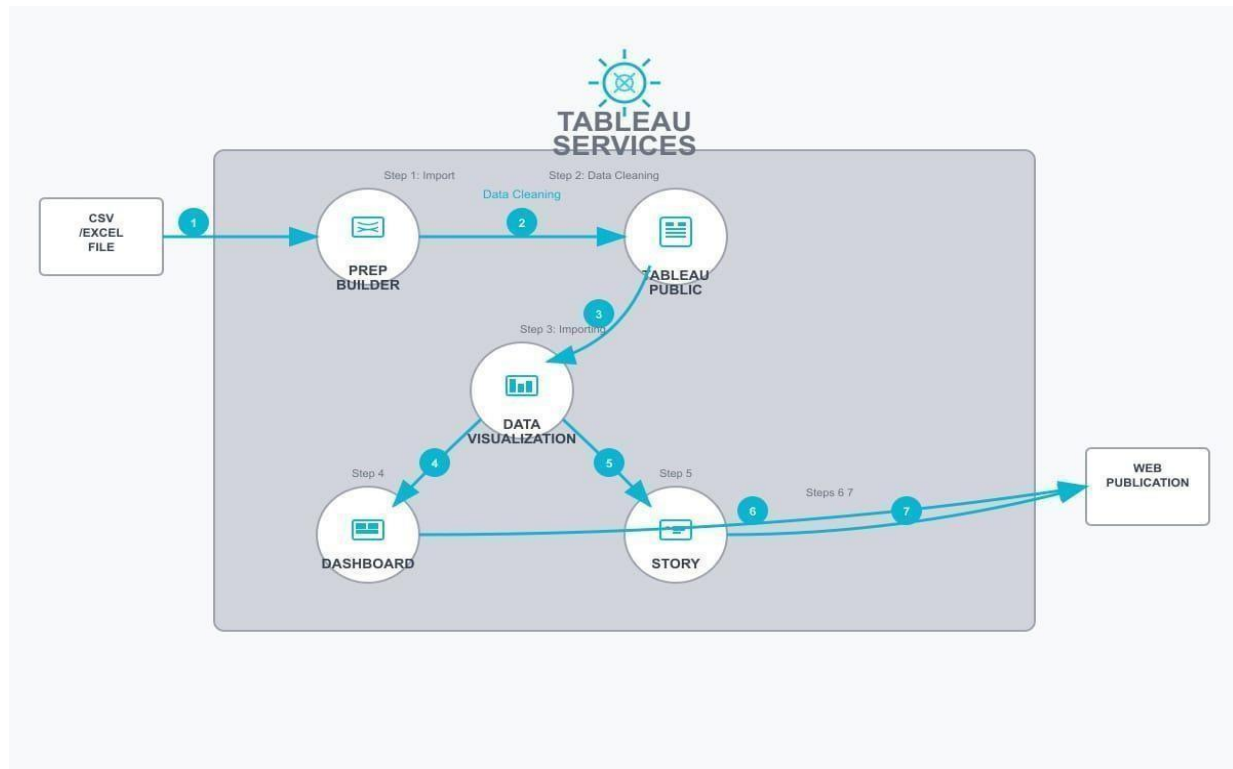 TABLEAU
SERVICES
Step 1: Import
Step 2: Data Cleaning
Data Cleaning
CSV
/EXCEL
FILE
1
2
PREP
BUILDER
TABLEAU
PUBLIC
3
Step 3: Importing
DATA
VISUALIZATION
4
5
Step 4
Step 5
Steps 6 7
WEB
PUBLICATION
6
7
DASHBOARD
STORY